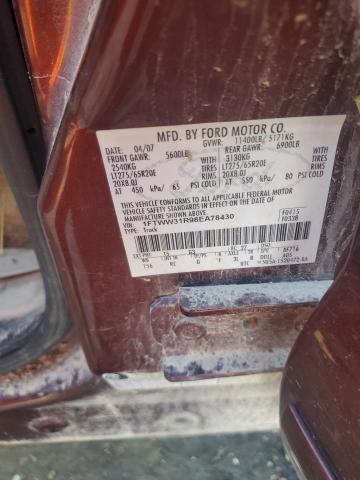 MFD. BY FORD MOTOR CO.
04/07 GVWR: 11400LB/ 5171KG
FRONT GAWR: 5600LB REAR GAWR: 6900LB
2540KG 3130KG
LT275/65R20E TIRES LT275/65R20E TIRES
20X8.0J RIMS 20X8.0J RIMS
AT 450 kPa/ 65 PSI COLD AT 550 kPa/ 80 PSI COLD
THIS VEHICLE CONFORMS TO ALL APPLICABLE FEDERAL MOTOR
VEHICLE SAFETY STANDARDS IN EFFECT ON THE DATE OF
MANUFACTURE SHOWN ABOVE.
VIN: 1FTWW31R98EA78430 F0415
TYPE: Truck